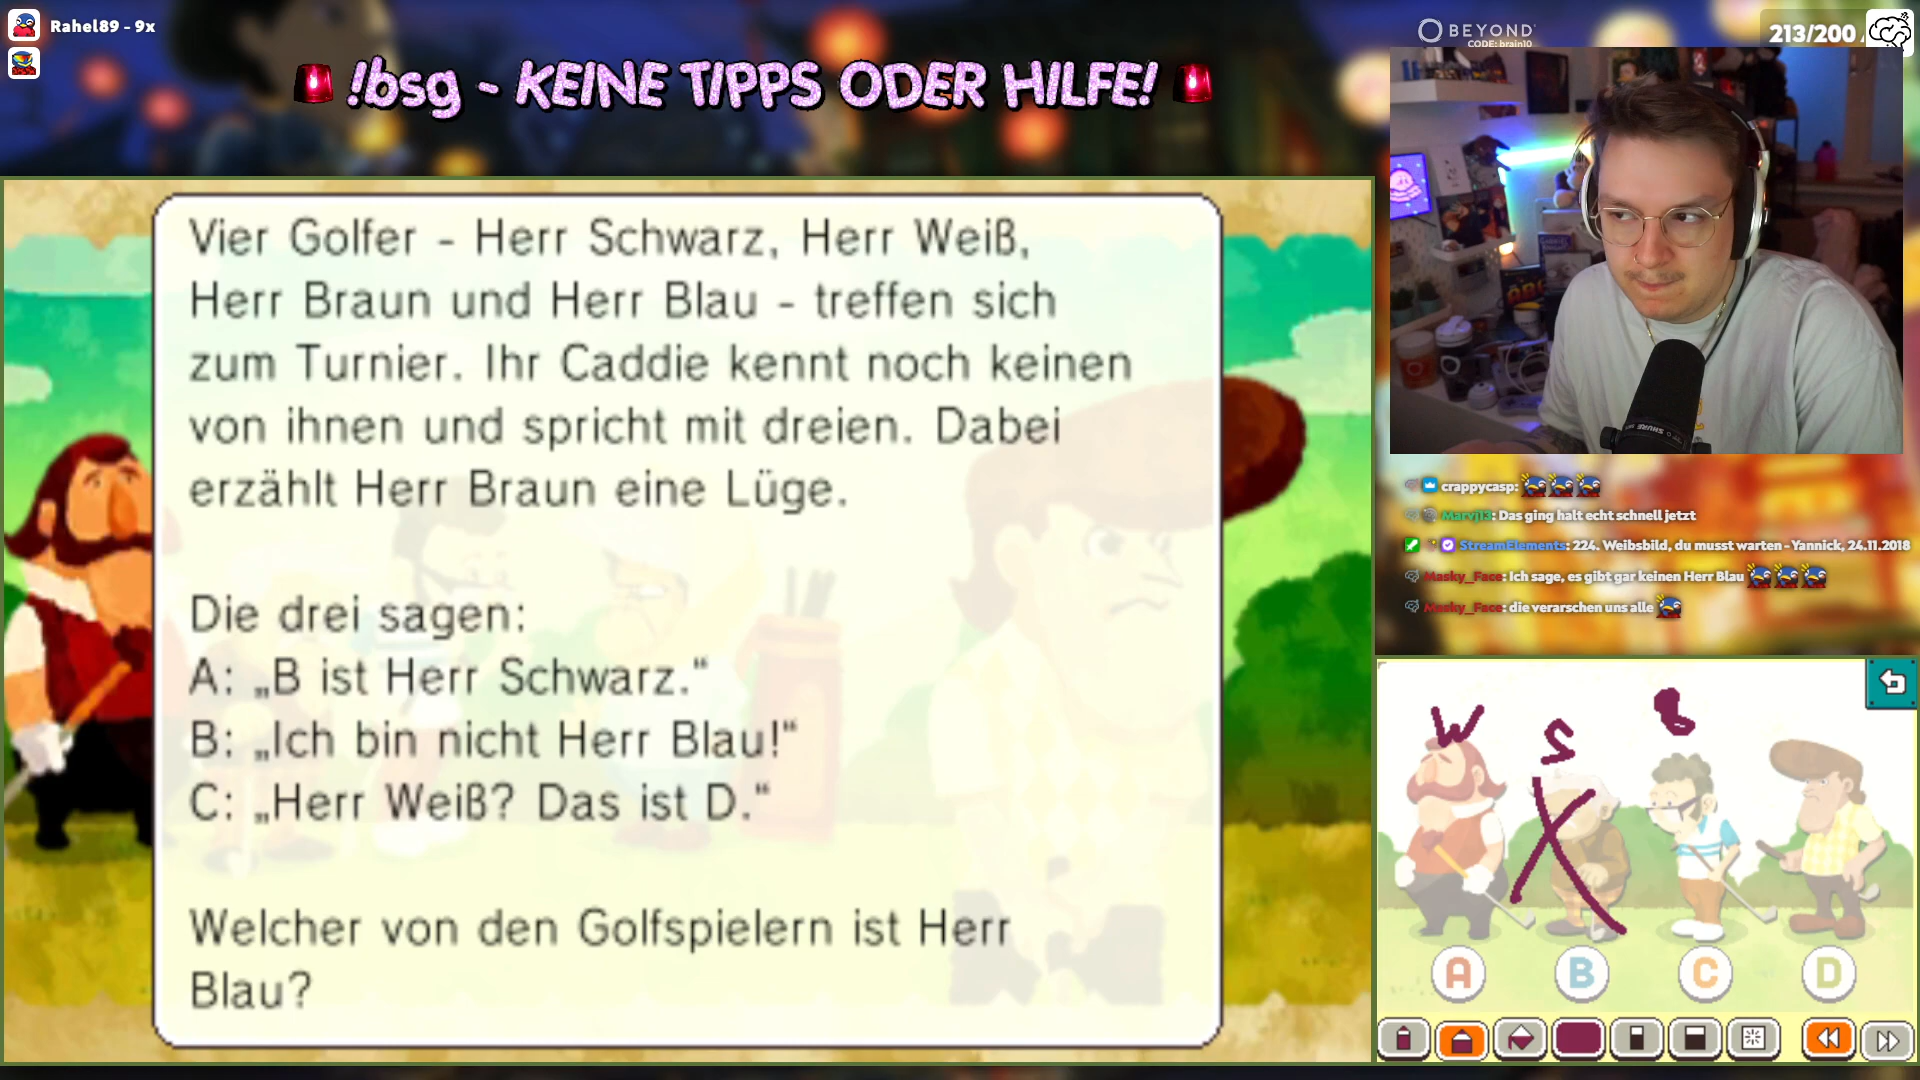 Rahel89 - 9x
!bsg - KEINE TIPPS ODER HILFE!
BEYOND
CODE: brain10
213/200
Vier Golfer - Herr Schwarz, Herr Weiß,
Herr Braun und Herr Blau - treffen sich
zum Turnier. Ihr Caddie kennt noch keinen
von ihnen und spricht mit dreien. Dabei
erzählt Herr Braun eine Lüge.
Die drei sagen:
A: „B ist Herr Schwarz.“
B: „Ich bin nicht Herr Blau!“
C: „Herr Weiß? Das ist D.“
Welcher von den Golfspielern ist Herr
Blau?
crappycasp:
Marvji3: Das ging halt echt schnell jetzt
StreamElements: 224. Weibsbild, du musst warten - Yannick, 24.11.2018
Masky_Face: Ich sage, es gibt gar keinen Herr Blau
Masky_Face: die verarschen uns alle
W S
A B C D